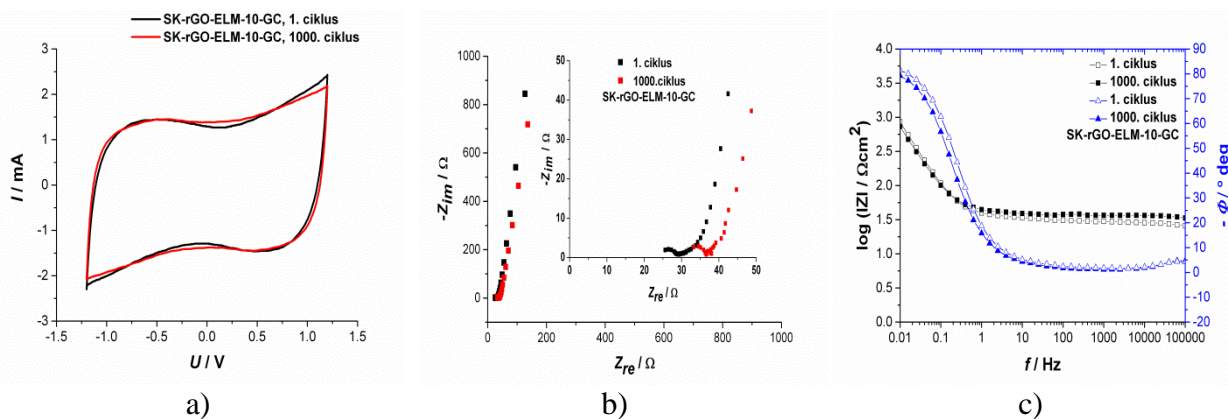 SK-rGO-ELM-10-GC, 1. ciklus
SK-rGO-ELM-10-GC, 1000. ciklus
I / mA
3
2
1
0
-1
-2
-3
-1.5 -1.0 -0.5 0.0 0.5 1.0 1.5
U / V
a)
-Z_im / Ω
1000
800
600
400
200
0
0 200 400 600 800 1000
Z_re / Ω
-Z_im / Ω
50
40
30
20
10
0
0 10 20 30 40 50
Z_re / Ω
1. ciklus
1000.ciklus
SK-rGO-ELM-10-GC
b)
log (IZI / Ωcm²)
4.0
3.5
3.0
2.5
2.0
1.5
1.0
0.5
0.0
0.01 0.1 1 10 100 1000 10000 100000
f / Hz
1. ciklus
1000. ciklus
1. ciklus
1000. ciklus
SK-rGO-ELM-10-GC
90
80
70
60
50
40
30
20
10
0
-10
-20
- Φ / ° deg
c)